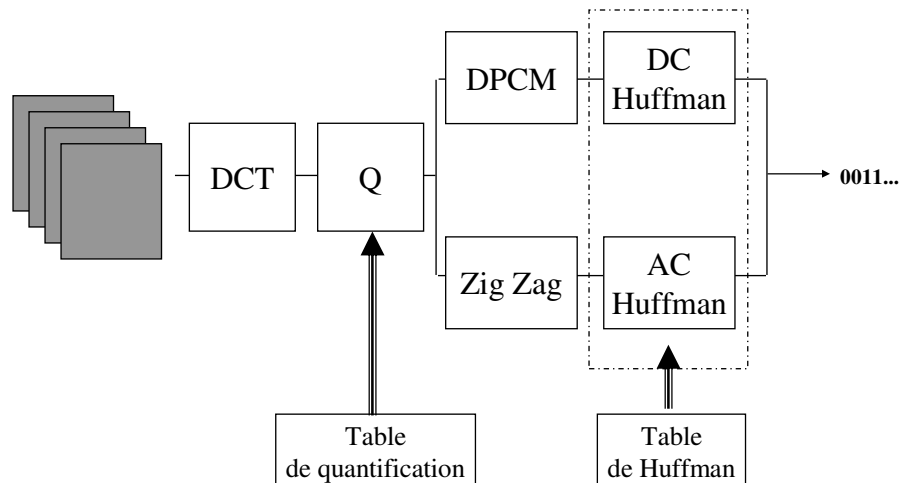 DPCM
DC
Huffman
DCT
Q
0011...
Zig Zag
AC
Huffman
Table
de quantification
Table
de Huffman